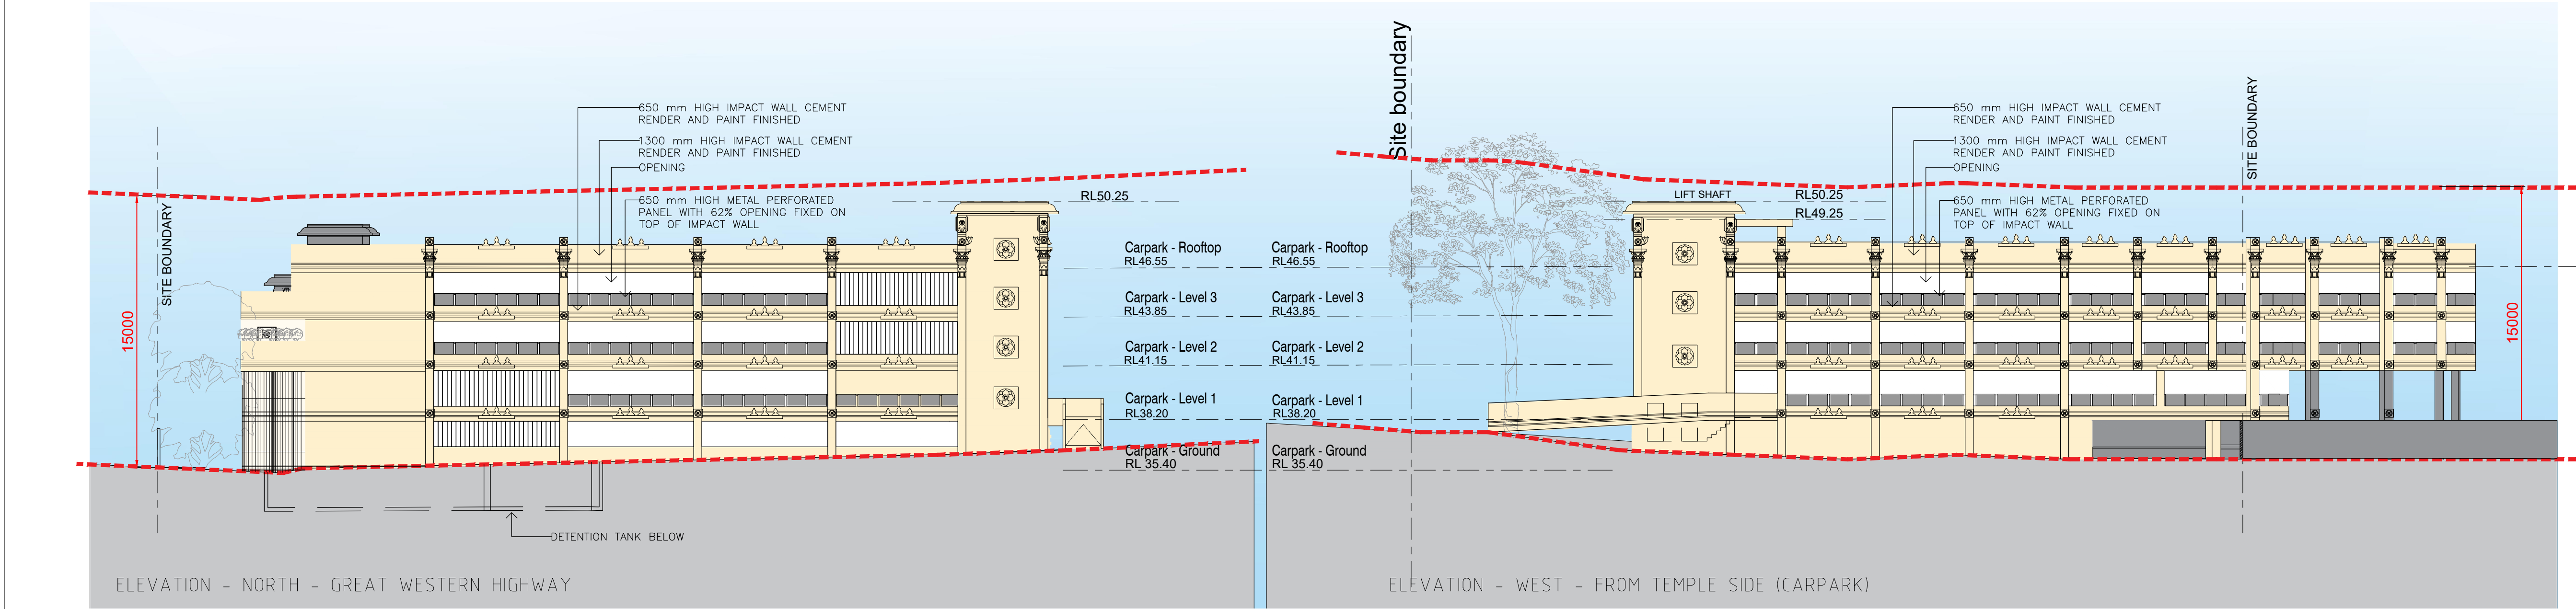 650 mm HIGH IMPACT WALL CEMENT
RENDER AND PAINT FINISHED
1300 mm HIGH IMPACT WALL CEMENT
RENDER AND PAINT FINISHED
OPENING
650 mm HIGH METAL PERFORATED
PANEL WITH 62% OPENING FIXED ON
TOP OF IMPACT WALL
SITE BOUNDARY
15000
RL50.25
Carpark - Rooftop
RL46.55
Carpark - Level 3
RL43.85
Carpark - Level 2
RL41.15
Carpark - Level 1
RL38.20
Carpark - Ground
RL 35.40
DETENTION TANK BELOW
ELEVATION - NORTH - GREAT WESTERN HIGHWAY
Site boundary
Carpark - Rooftop
RL46.55
Carpark - Level 3
RL43.85
Carpark - Level 2
RL41.15
Carpark - Level 1
RL38.20
Carpark - Ground
RL 35.40
LIFT SHAFT
RL50.25
RL49.25
650 mm HIGH IMPACT WALL CEMENT
RENDER AND PAINT FINISHED
1300 mm HIGH IMPACT WALL CEMENT
RENDER AND PAINT FINISHED
OPENING
650 mm HIGH METAL PERFORATED
PANEL WITH 62% OPENING FIXED ON
TOP OF IMPACT WALL
SITE BOUNDARY
15000
ELEVATION - WEST - FROM TEMPLE SIDE (CARPARK)